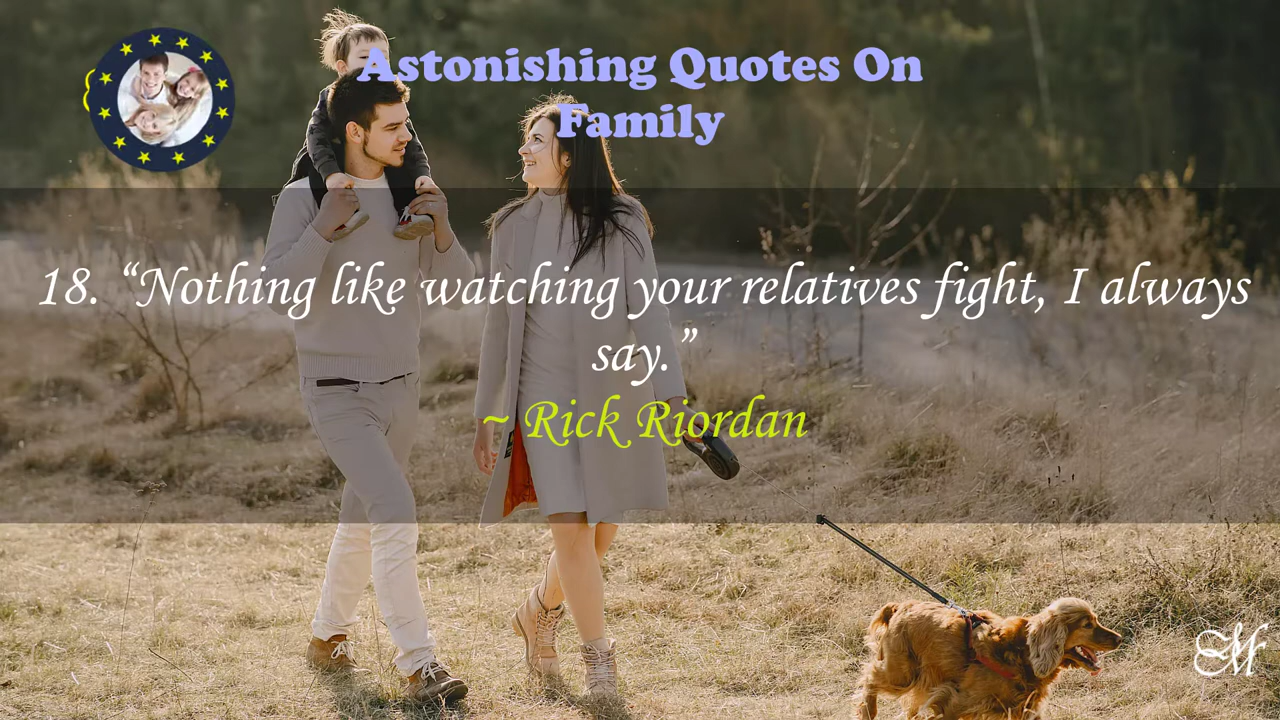 Astonishing Quotes On
Family
18. “Nothing like watching your relatives fight, I always
say.”
~ Rick Riordan